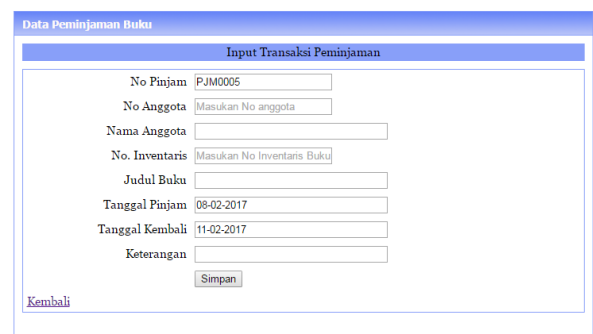 Data Peminjaman Buku
Input Transaksi Peminjaman
No Pinjam PJM0005
No Anggota Masukan No anggota
Nama Anggota
No. Inventaris Masukan No Inventaris Buku
Judul Buku
Tanggal Pinjam 08-02-2017
Tanggal Kembali 11-02-2017
Keterangan
Simpan
Kembali